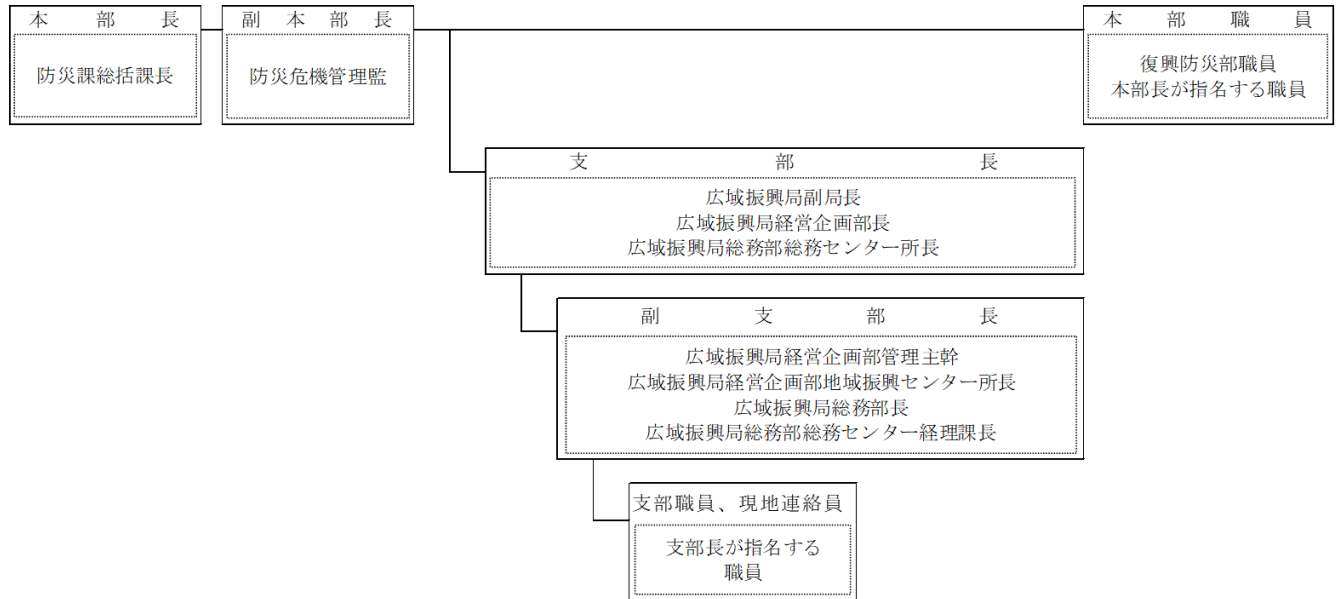 本部長
防災課総括課長
副本部長
防災危機管理監
本部職員
復興防災部職員
本部長が指名する職員
支部長
広域振興局副局長
広域振興局経営企画部長
広域振興局総務部総務センター所長
副支部長
広域振興局経営企画部管理主幹
広域振興局経営企画部地域振興センター所長
広域振興局総務部長
広域振興局総務部総務センター経理課長
支部職員、現地連絡員
支部長が指名する
職員